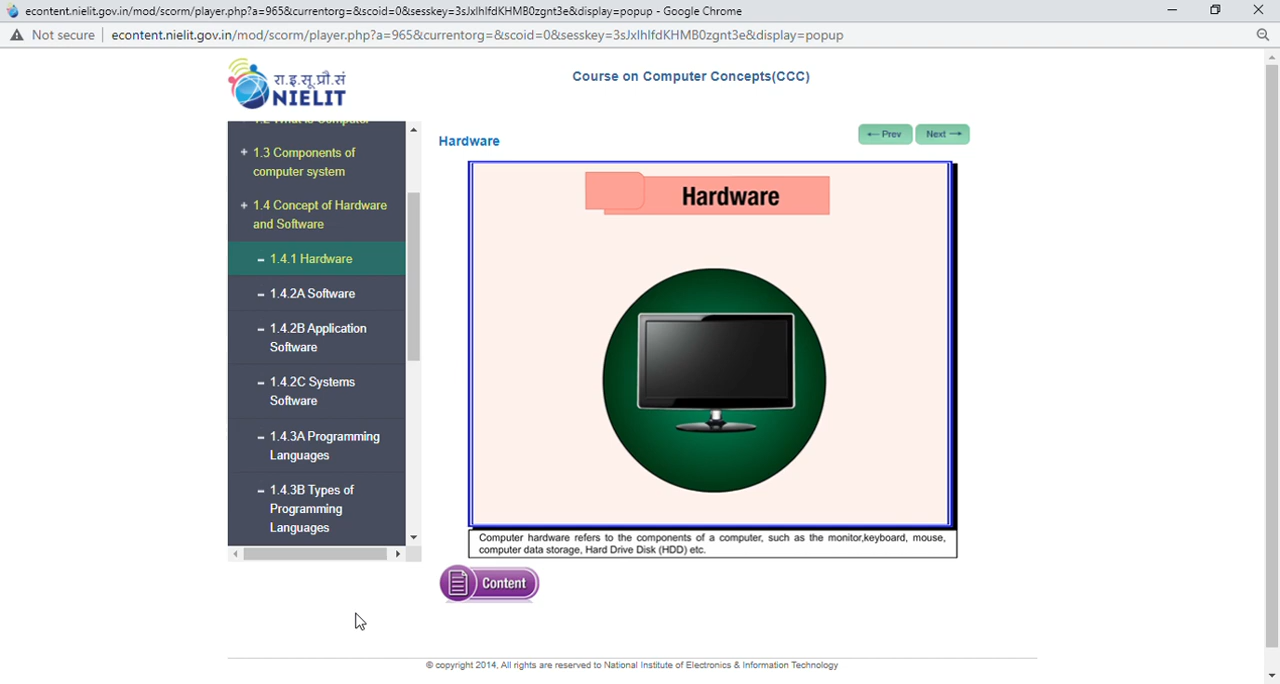 econtent.nielit.gov.in/mod/scorm/player.php?a=965&currentorg=&scoid=0&sesskey=3sJxlhlfdKHMB0zgnt3e&display=popup - Google Chrome
Not secure | econtent.nielit.gov.in/mod/scorm/player.php?a=965&currentorg=&scoid=0&sesskey=3sJxlhlfdKHMB0zgnt3e&display=popup
रा.इ.सू.प्रौ.सं
NIELIT
Course on Computer Concepts(CCC)
1.2 What is Computer
+ 1.3 Components of
computer system
+ 1.4 Concept of Hardware
and Software
- 1.4.1 Hardware
- 1.4.2A Software
- 1.4.2B Application
Software
- 1.4.2C Systems
Software
- 1.4.3A Programming
Languages
- 1.4.3B Types of
Programming
Languages
Hardware
← Prev
Next →
Hardware
Computer hardware refers to the components of a computer, such as the monitor,keyboard, mouse,
computer data storage, Hard Drive Disk (HDD) etc.
Content
© copyright 2014, All rights are reserved to National Institute of Electronics & Information Technology